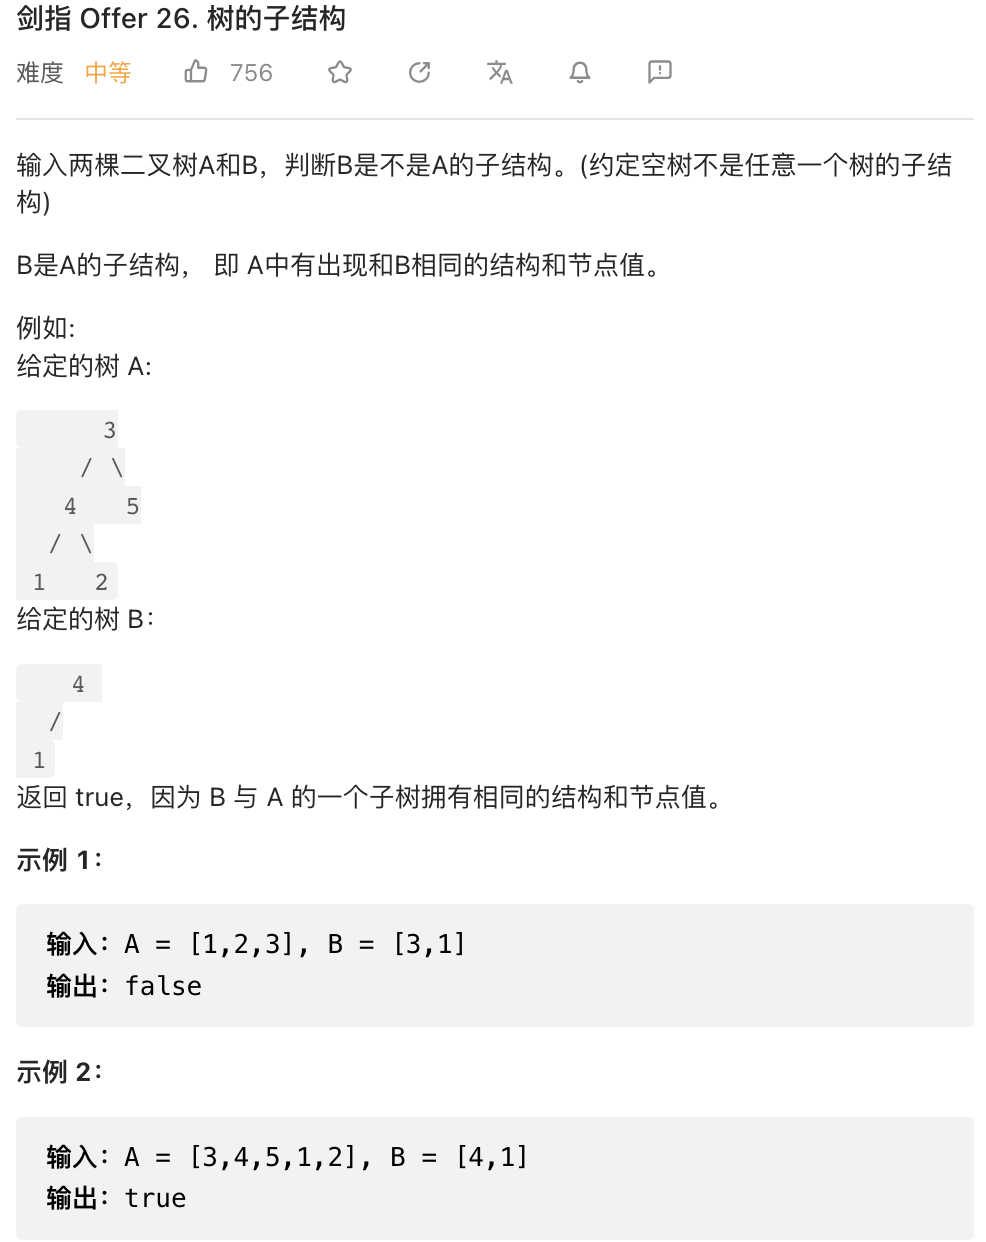 剑指 Offer 26. 树的子结构
难度 中等 756
输入两棵二叉树A和B，判断B是不是A的子结构。(约定空树不是任意一个树的子结
构)
B是A的子结构， 即 A中有出现和B相同的结构和节点值。
例如:
给定的树 A:
3
/ \
4 5
/ \
1 2
给定的树 B：
4
/
1
返回 true，因为 B 与 A 的一个子树拥有相同的结构和节点值。
示例 1：
输入：A = [1,2,3], B = [3,1]
输出：false
示例 2：
输入：A = [3,4,5,1,2], B = [4,1]
输出：true